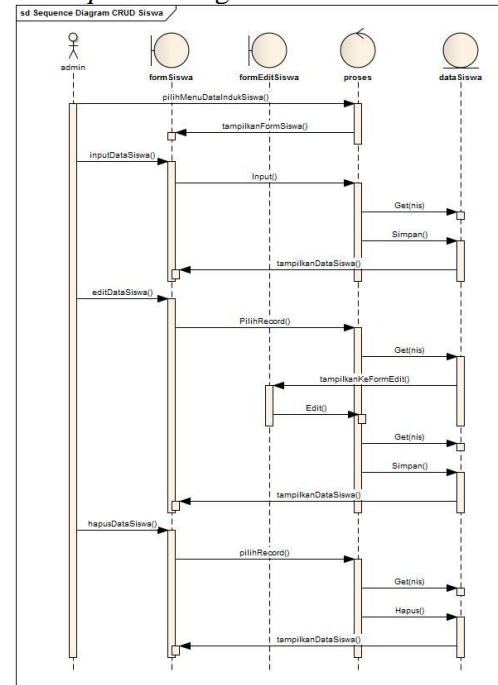 sd Sequence Diagram CRUD Siswa
admin
formSiswa
formEditSiswa
proses
dataSiswa
pilihMenuDataIndukSiswa()
tampilkanFormSiswa()
inputDataSiswa()
Input()
Get(nis)
Simpan()
tampilkanDataSiswa()
editDataSiswa()
PilihRecord()
Get(nis)
tampilkanKeFormEdit()
Edit()
Get(nis)
Simpan()
tampilkanDataSiswa()
hapusDataSiswa()
pilihRecord()
Get(nis)
Hapus()
tampilkanDataSiswa()